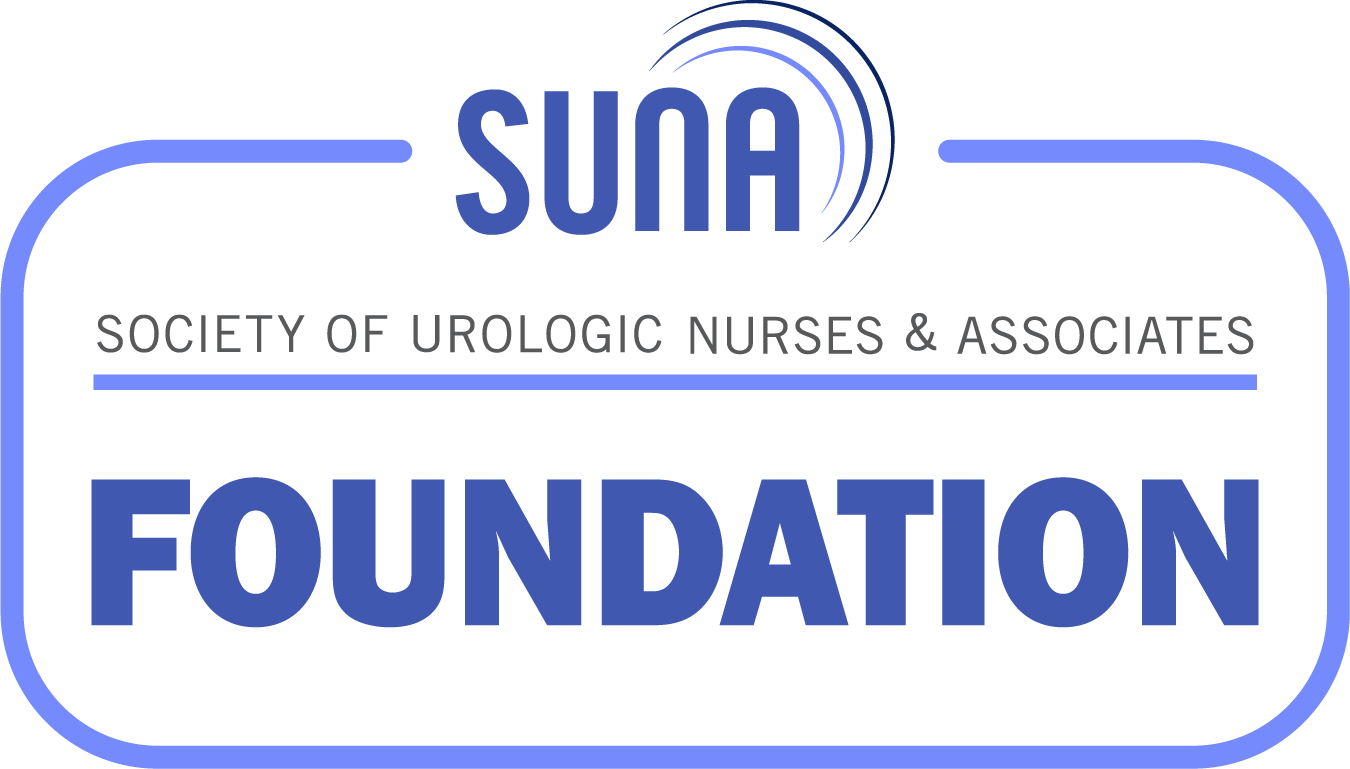 SUNA
SOCIETY OF UROLOGIC NURSES & ASSOCIATES
FOUNDATION